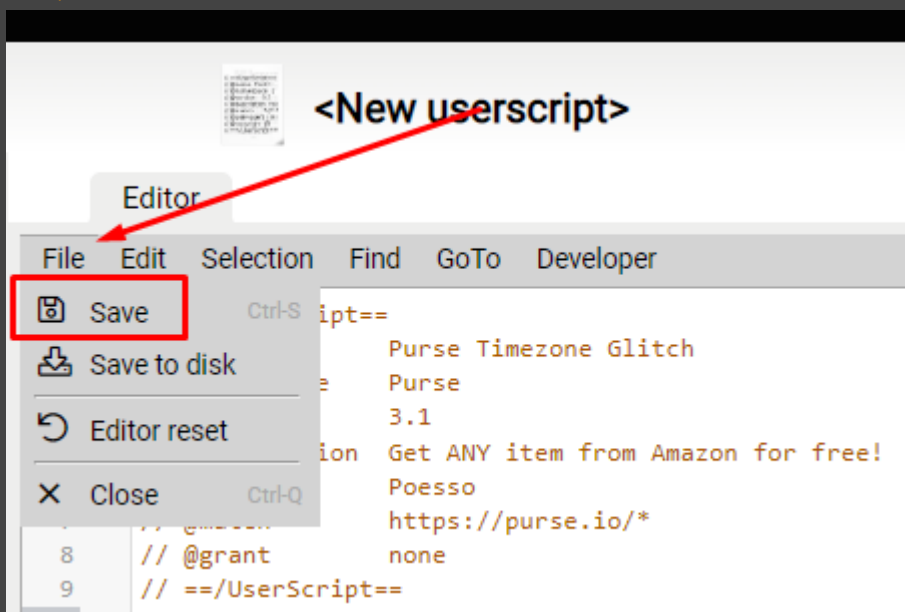 <New userscript>
Editor
File Edit Selection Find GoTo Developer
Save Ctrl-S ipt==
Purse Timezone Glitch
Save to disk
e Purse
3.1
Editor reset
ion Get ANY item from Amazon for free!
Close Ctrl-Q
Poesso
// @match https://purse.io/*
8 // @grant none
9 // ==/UserScript==